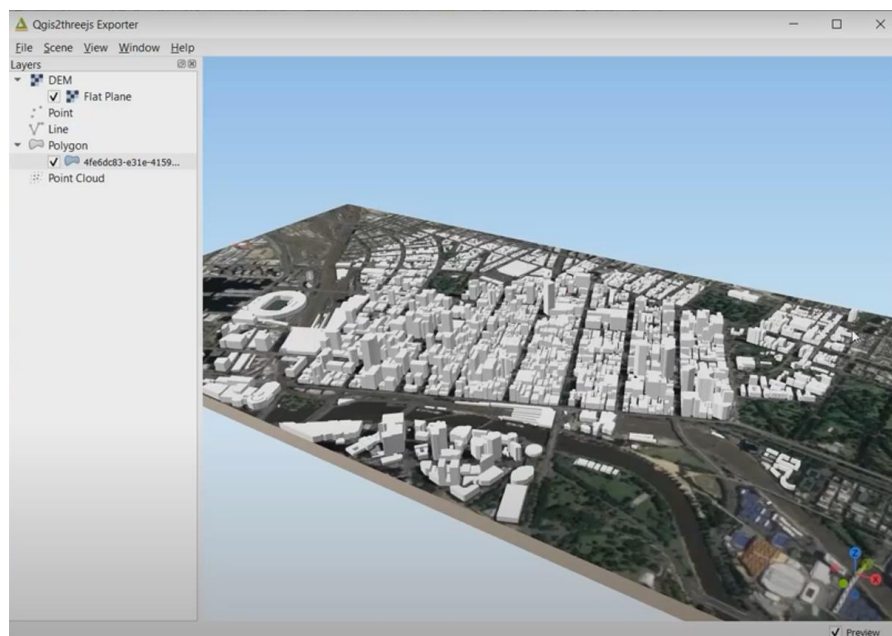 Qgis2threejs Exporter
File Scene View Window Help
Layers
DEM
Flat Plane
Point
Line
Polygon
4fe6dc83-e31e-4159...
Point Cloud
Z
X
Preview